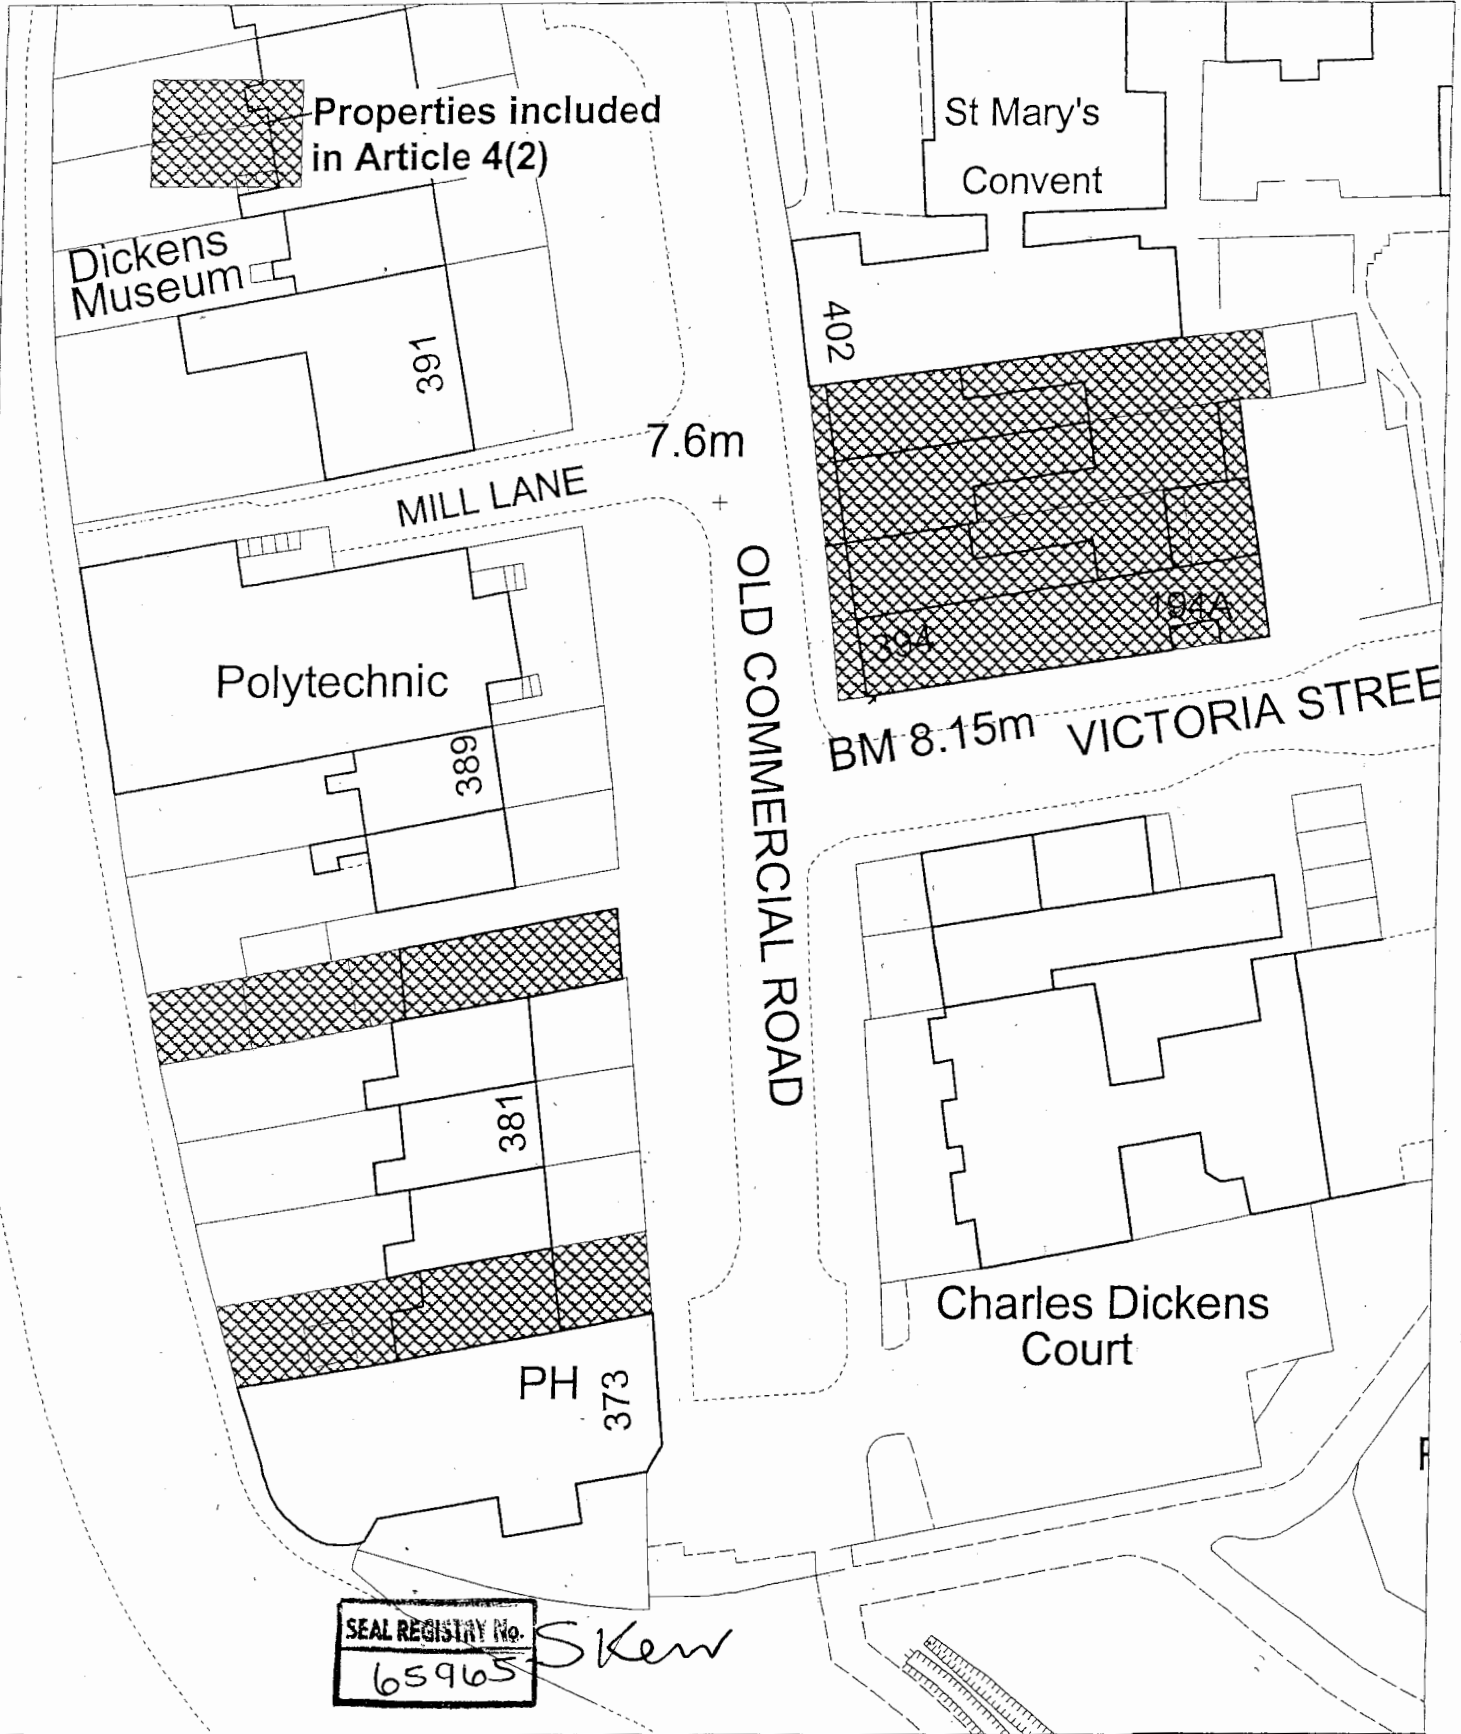 Properties included
in Article 4(2)
St Mary's
Convent
Dickens
Museum
391
402
7.6m
MILL LANE
OLD COMMERCIAL ROAD
394
194A
Polytechnic
389
BM 8.15m
VICTORIA STREE
381
Charles Dickens
Court
PH
373
SEAL REGISTRY No.
65965